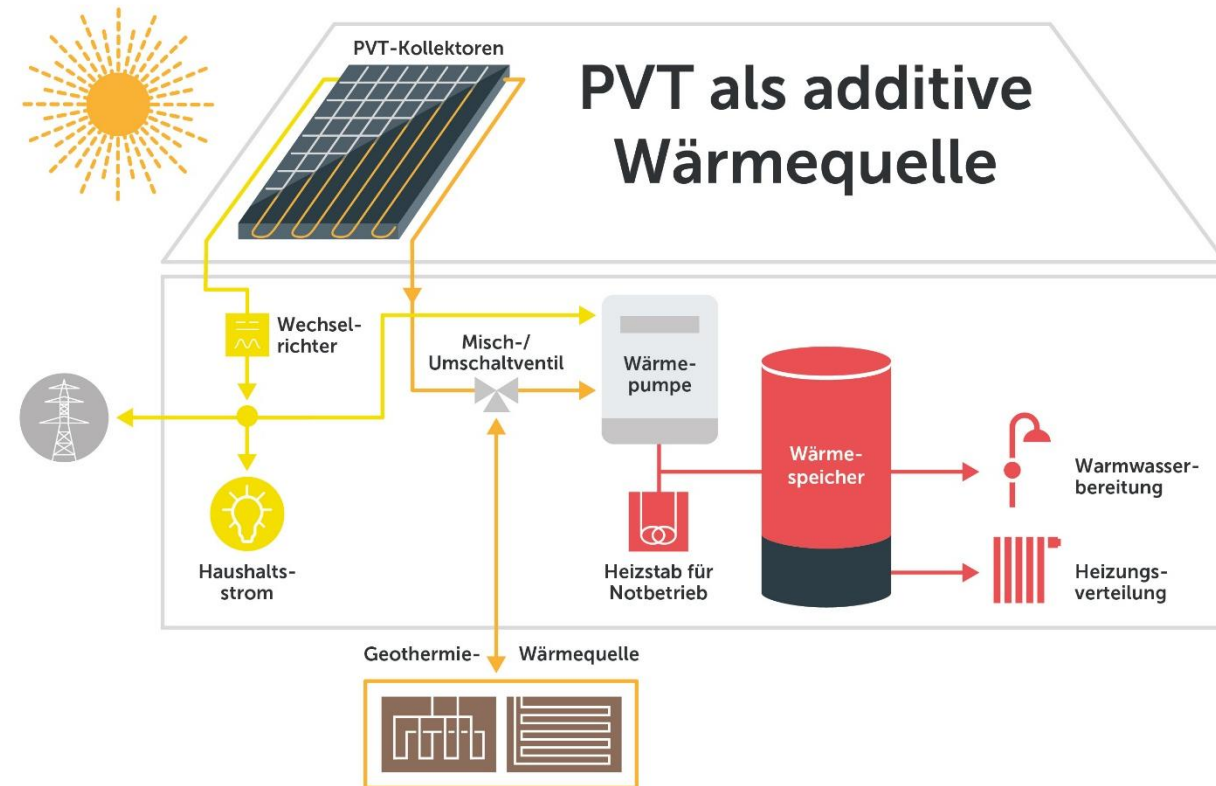 PVT-Kollektoren
PVT als additive
Wärmequelle
Wechsel-
richter
Misch-/
Umschaltventil
Wärme-
pumpe
Wärme-
speicher
Warmwasser-
bereitung
Haushalts-
strom
Heizstab für
Notbetrieb
Heizungs-
verteilung
Geothermie- Wärmequelle